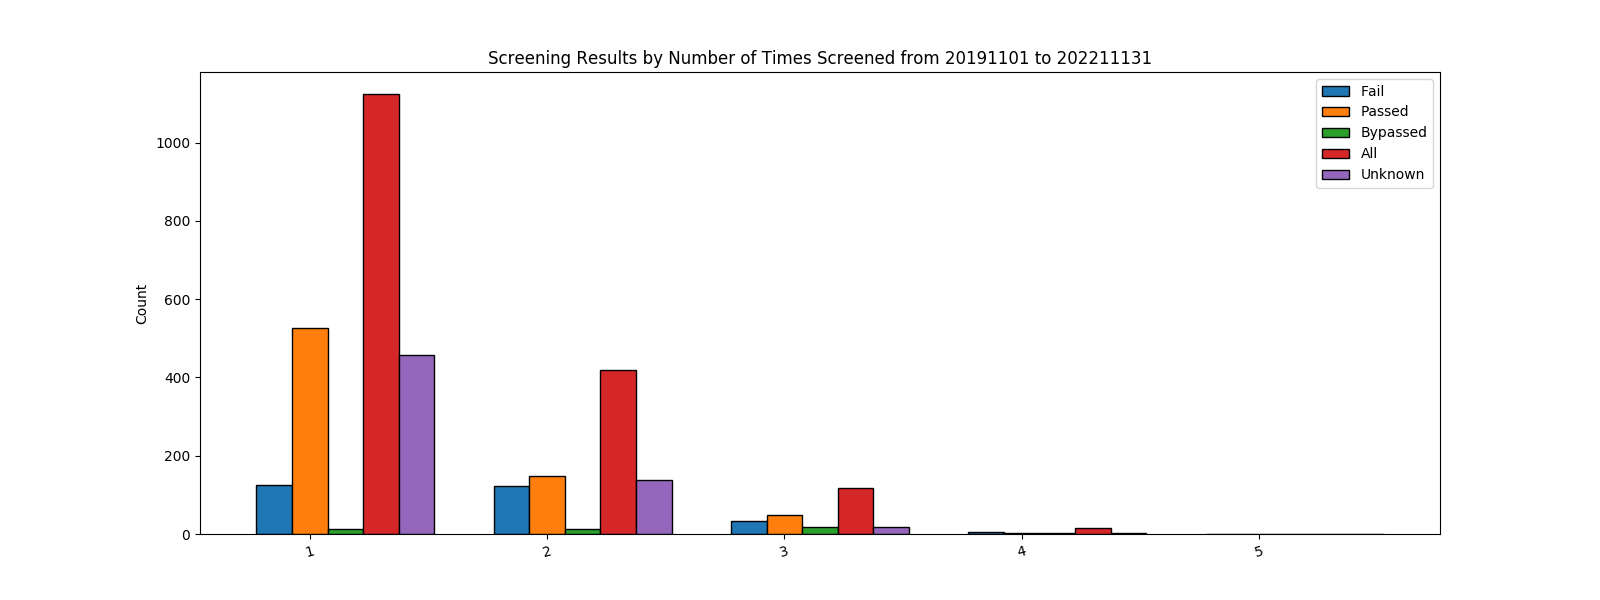 Screening Results by Number of Times Screened from 20191101 to 202211131
Fail
Passed
Bypassed
All
Unknown
Count
1000
800
600
400
200
0
1 2 3 4 5